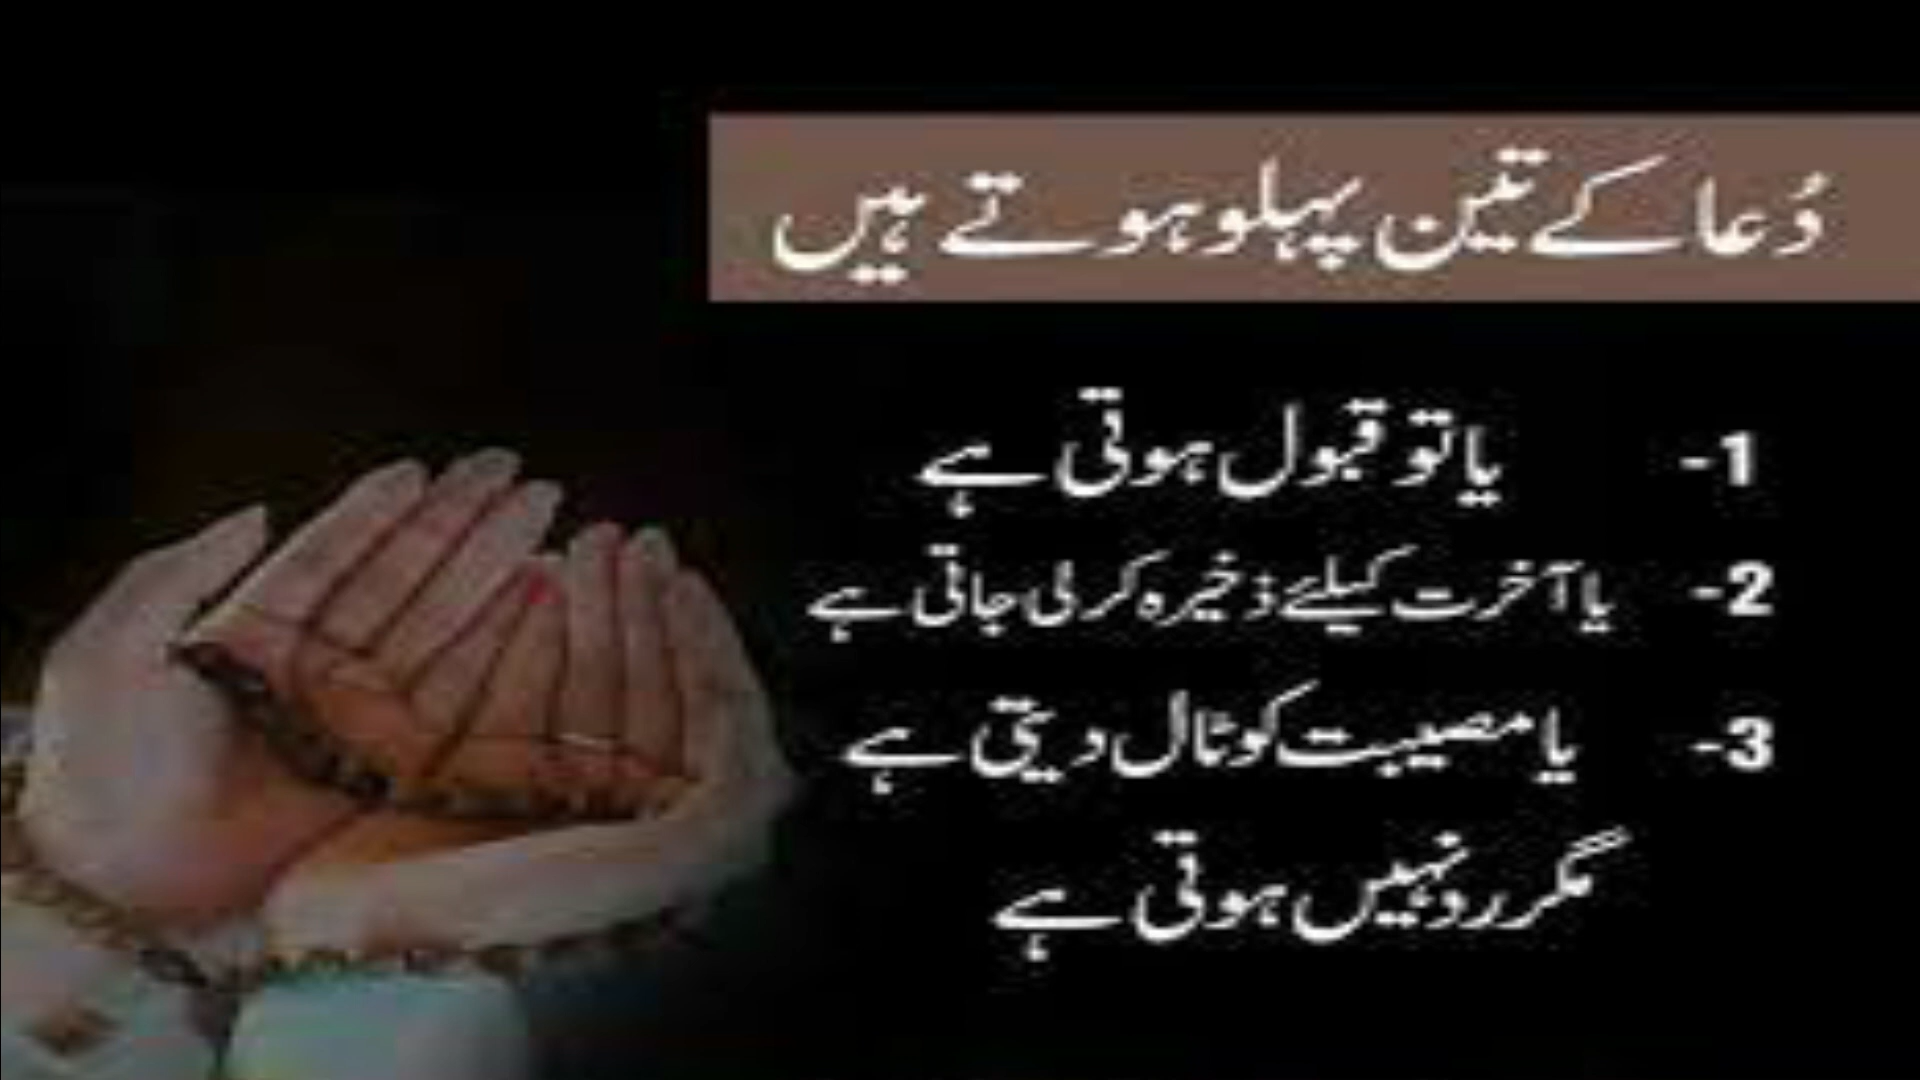 دُعا کے تین پہلو ہوتے ہیں
1- یا تو قبول ہوتی ہے
2- یا آخرت کیلئے ذخیرہ کر لی جاتی ہے
3- یا مصیبت کو ٹال دیتی ہے
مگر رد نہیں ہوتی ہے